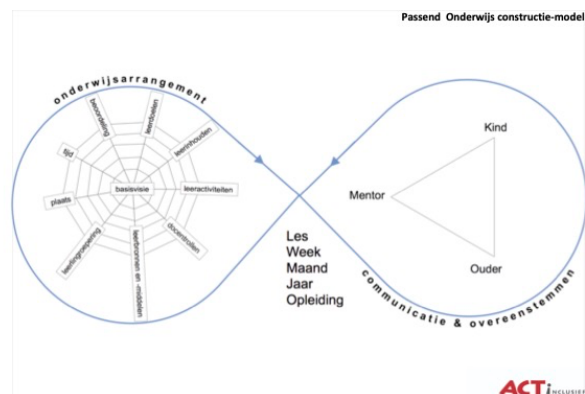 Passend Onderwijs constructie-model
onderwijsarrangement
beoordeling
leerdoelen
tijd
leerinhouden
basisvisie
leeractiviteiten
plaats
docentrollen
leerlinggroepering
leerbronnen en -middelen
Kind
Mentor
Ouder
Les
Week
Maand
Jaar
Opleiding
communicatie & overeenstemmen
ACTiNCLUSIEF